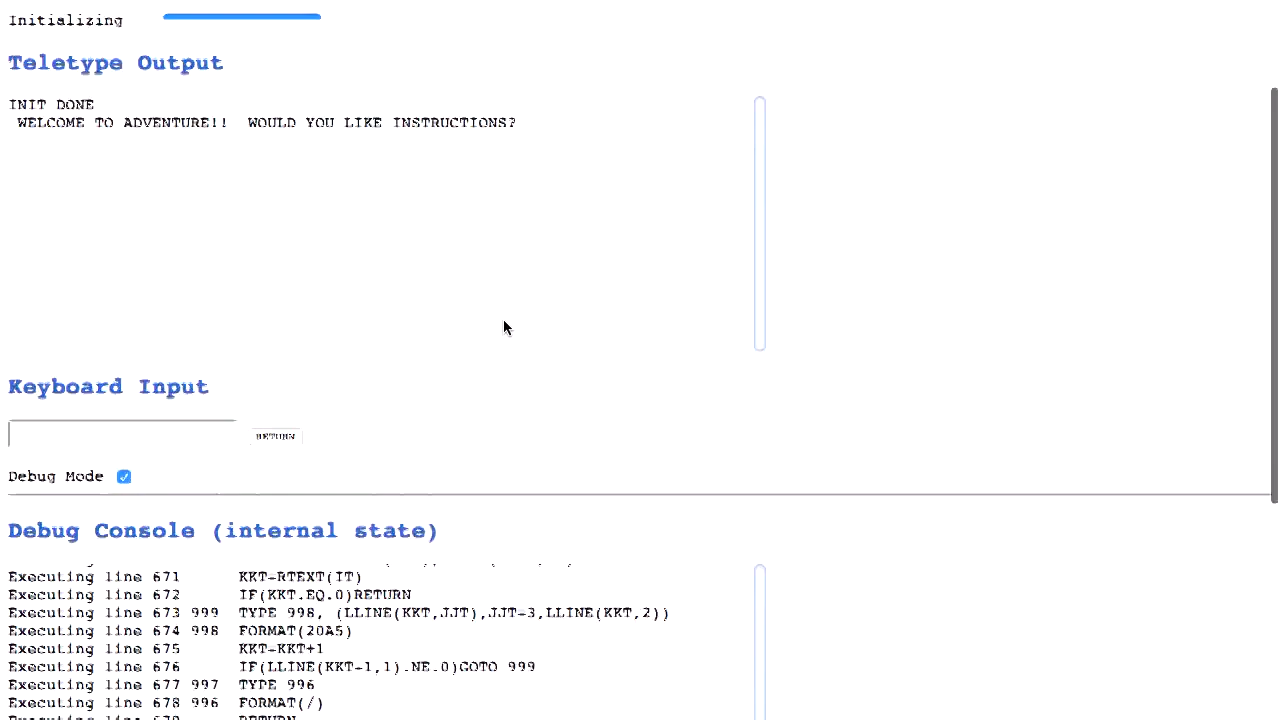 Initializing
Teletype Output
INIT DONE
WELCOME TO ADVENTURE!! WOULD YOU LIKE INSTRUCTIONS?
Keyboard Input
RETURN
Debug Mode
Debug Console (internal state)
Executing line 671 KKT=RTEXT(IT)
Executing line 672 IF(KKT.EQ.0)RETURN
Executing line 673 999 TYPE 998, (LLINE(KKT,JJT),JJT=3,LLINE(KKT,2))
Executing line 674 998 FORMAT(20A5)
Executing line 675 KKT=KKT+1
Executing line 676 IF(LLINE(KKT-1,1).NE.0)GOTO 999
Executing line 677 997 TYPE 996
Executing line 678 996 FORMAT(/)
Executing line 679 RETURN